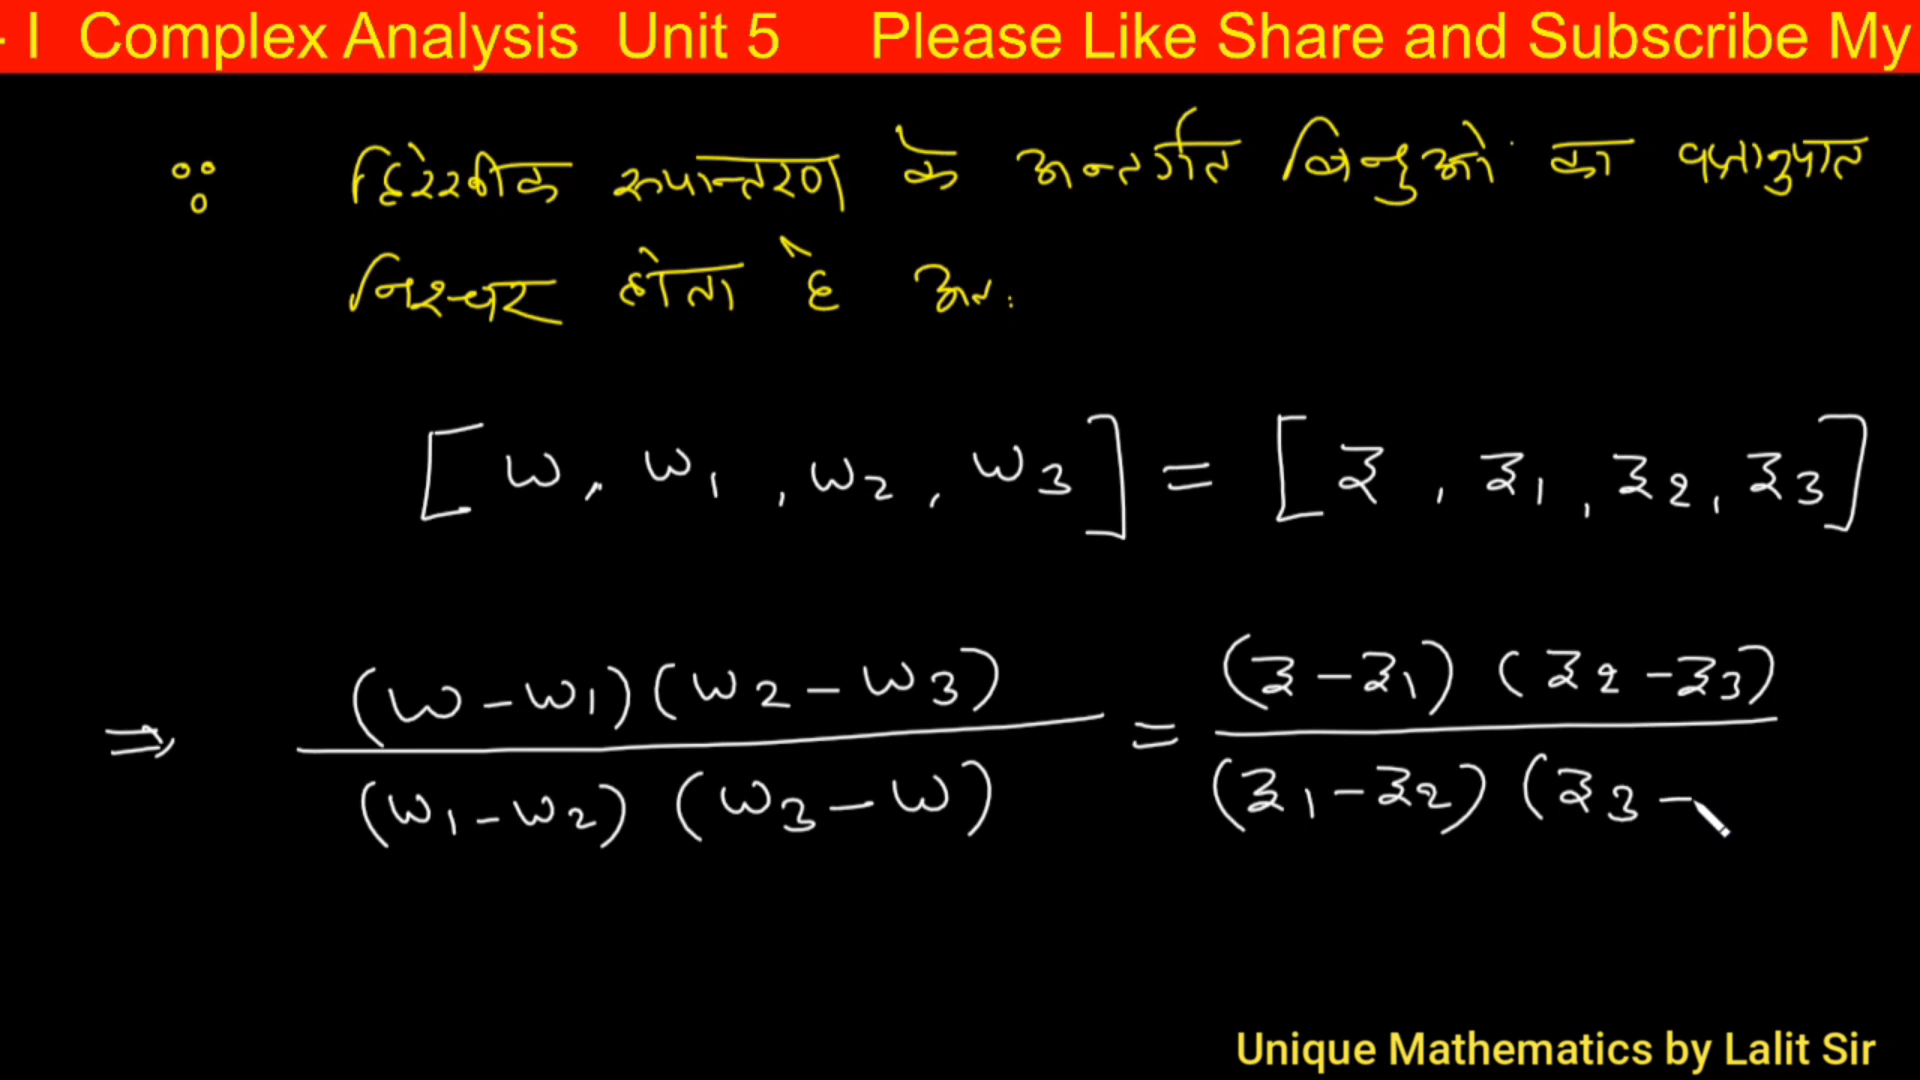 - I Complex Analysis Unit 5 Please Like Share and Subscribe My
∵ द्विरेखीक रूपान्तरण के अन्तर्गत बिन्दुओं का वज्रानुपात
निश्चर होता है अतः
[w, w₁, w₂, w₃] = [z, z₁, z₂, z₃]
⇒ (w-w₁)(w₂-w₃) / (w₁-w₂)(w₃-w) = (z-z₁)(z₂-z₃) / (z₁-z₂)(z₃-
Unique Mathematics by Lalit Sir